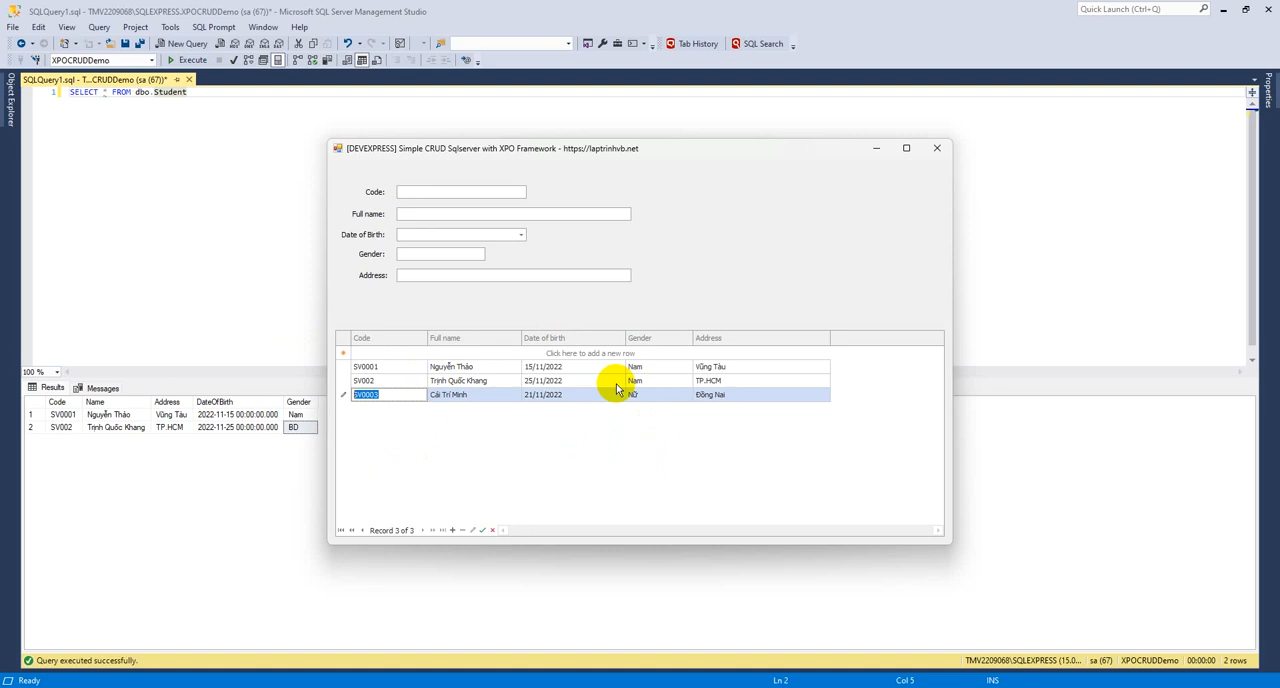 SQLQuery1.sql - TMV2209068\SQLEXPRESS.XPOCRUDDemo (sa (67))* - Microsoft SQL Server Management Studio
Quick Launch (Ctrl+Q)
File Edit View Query Project Tools SQL Prompt Window Help
New Query Tab History SQL Search
XPOCRUDDemo Execute
Object Explorer
SQLQuery1.sql - T...CRUDDemo (sa (67))*
Properties
1 SELECT * FROM dbo.Student
[DEVEXPRESS] Simple CRUD Sqlserver with XPO Framework - https://laptrinhvb.net
Code:
Full name:
Date of Birth:
Gender:
Address:
Code Full name Date of birth Gender Address
Click here to add a new row
SV0001 Nguyễn Thảo 15/11/2022 Nam Vũng Tàu
SV002 Trịnh Quốc Khang 25/11/2022 Nam TP.HCM
SV0003 Cái Trí Minh 21/11/2022 Nữ Đồng Nai
Record 3 of 3
100 %
Results Messages
Code Name Address DateOfBirth Gender
1 SV0001 Nguyễn Thảo Vũng Tàu 2022-11-15 00:00:00.000 Nam
2 SV002 Trịnh Quốc Khang TP.HCM 2022-11-25 00:00:00.000 BD
Query executed successfully. TMV2209068\SQLEXPRESS (15.0... sa (67) XPOCRUDDemo 00:00:00 2 rows
Ready Ln 2 Col 5 INS